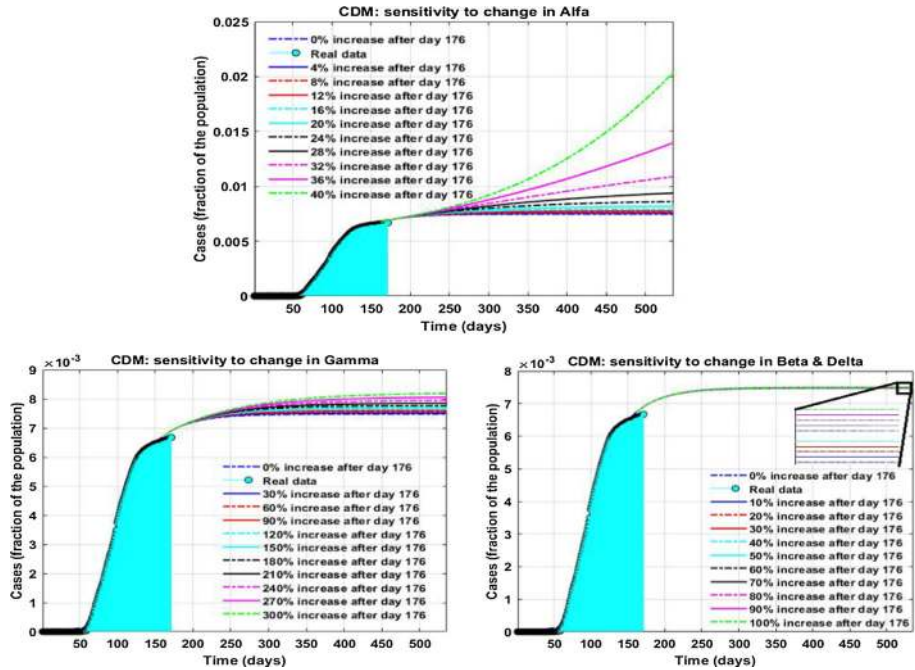 CDM: sensitivity to change in Alfa
0.025
0.02
0.015
0.01
0.005
0
Cases (fraction of the population)
0% increase after day 176
Real data
4% increase after day 176
8% increase after day 176
12% increase after day 176
16% increase after day 176
20% increase after day 176
24% increase after day 176
28% increase after day 176
32% increase after day 176
36% increase after day 176
40% increase after day 176
50 100 150 200 250 300 350 400 450 500
Time (days)
CDM: sensitivity to change in Gamma
×10⁻³
9
8
7
6
5
4
3
2
1
0
Cases (fraction of the population)
0% increase after day 176
Real data
30% increase after day 176
60% increase after day 176
90% increase after day 176
120% increase after day 176
150% increase after day 176
180% increase after day 176
210% increase after day 176
240% increase after day 176
270% increase after day 176
300% increase after day 176
50 100 150 200 250 300 350 400 450 500
Time (days)
CDM: sensitivity to change in Beta & Delta
×10⁻³
8
7
6
5
4
3
2
1
0
Cases (fraction of the population)
0% increase after day 176
Real data
10% increase after day 176
20% increase after day 176
30% increase after day 176
40% increase after day 176
50% increase after day 176
60% increase after day 176
70% increase after day 176
80% increase after day 176
90% increase after day 176
100% increase after day 176
50 100 150 200 250 300 350 400 450 500
Time (days)